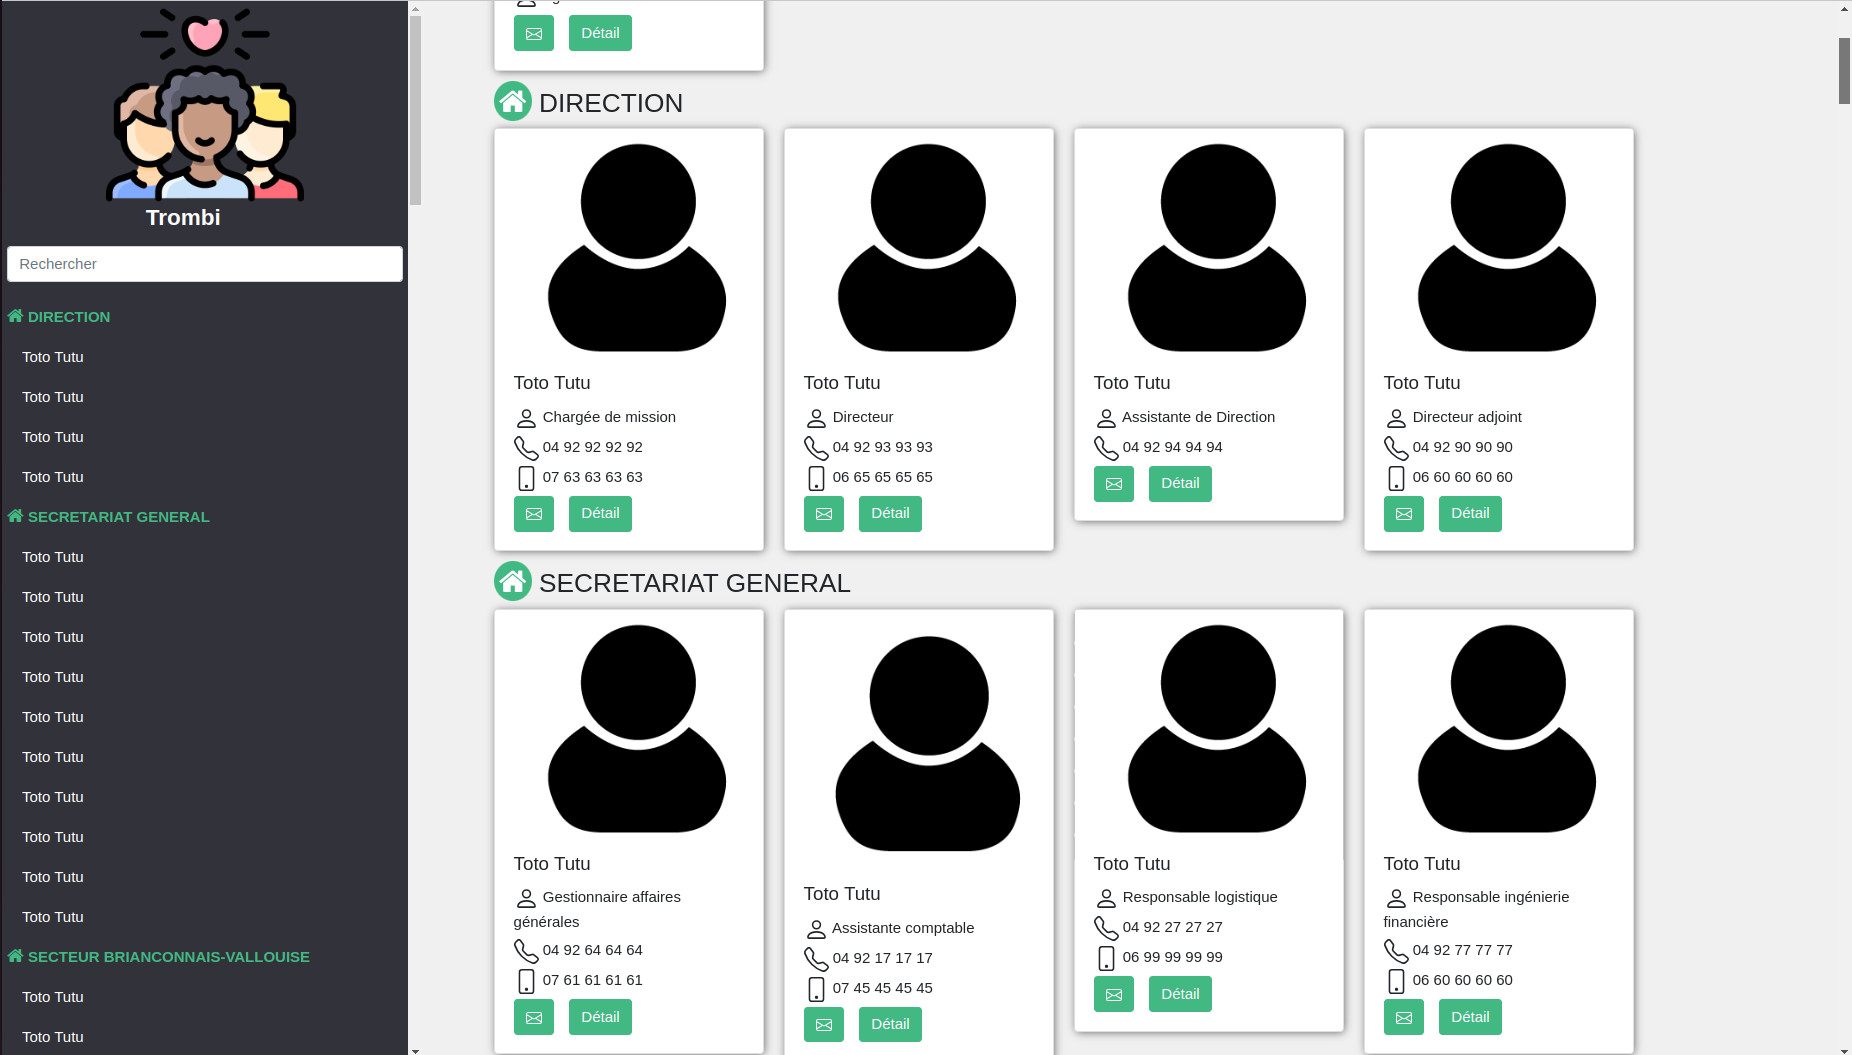 Trombi
Rechercher
DIRECTION
Toto Tutu
Toto Tutu
Toto Tutu
Toto Tutu
SECRETARIAT GENERAL
Toto Tutu
Toto Tutu
Toto Tutu
Toto Tutu
Toto Tutu
Toto Tutu
Toto Tutu
Toto Tutu
Toto Tutu
Toto Tutu
SECTEUR BRIANCONNAIS-VALLOUISE
Toto Tutu
Toto Tutu
Détail
DIRECTION
Toto Tutu
Chargée de mission
04 92 92 92 92
07 63 63 63 63
Détail
Toto Tutu
Directeur
04 92 93 93 93
06 65 65 65 65
Détail
Toto Tutu
Assistante de Direction
04 92 94 94 94
Détail
Toto Tutu
Directeur adjoint
04 92 90 90 90
06 60 60 60 60
Détail
SECRETARIAT GENERAL
Toto Tutu
Gestionnaire affaires
générales
04 92 64 64 64
07 61 61 61 61
Détail
Toto Tutu
Assistante comptable
04 92 17 17 17
07 45 45 45 45
Détail
Toto Tutu
Responsable logistique
04 92 27 27 27
06 99 99 99 99
Détail
Toto Tutu
Responsable ingénierie
financière
04 92 77 77 77
06 60 60 60 60
Détail